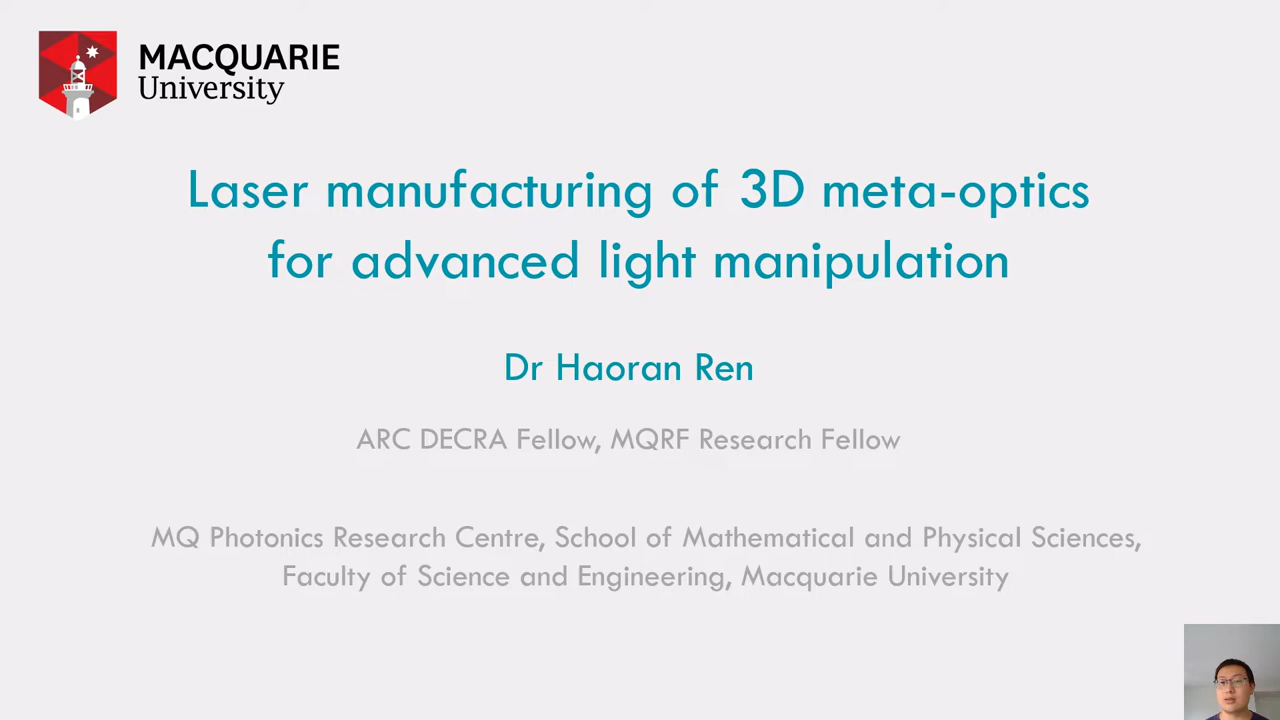 MACQUARIE
University
Laser manufacturing of 3D meta-optics
for advanced light manipulation
Dr Haoran Ren
ARC DECRA Fellow, MQRF Research Fellow
MQ Photonics Research Centre, School of Mathematical and Physical Sciences,
Faculty of Science and Engineering, Macquarie University